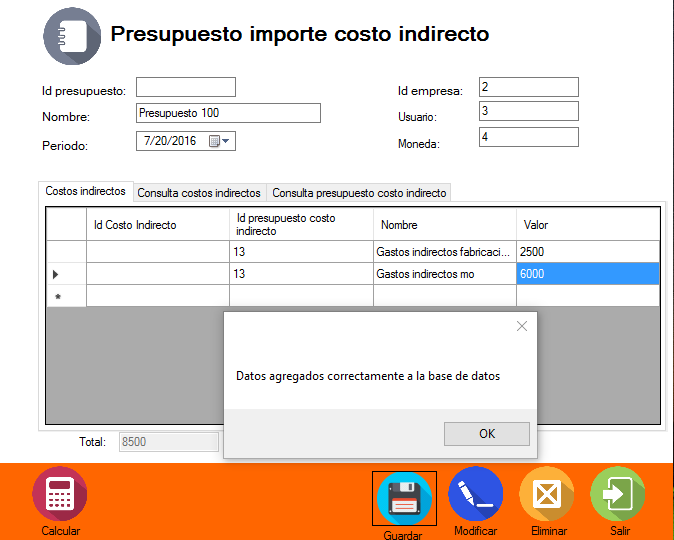 Presupuesto importe costo indirecto
Id presupuesto:
Id empresa: 2
Nombre: Presupuesto 100
Usuario: 3
Periodo: 7/20/2016
Moneda: 4
Costos indirectos Consulta costos indirectos Consulta presupuesto costo indirecto
Id Costo Indirecto Id presupuesto costo indirecto Nombre Valor
13 Gastos indirectos fabricaci... 2500
13 Gastos indirectos mo 6000
Datos agregados correctamente a la base de datos
OK
Total: 8500
Calcular Guardar Modificar Eliminar Salir